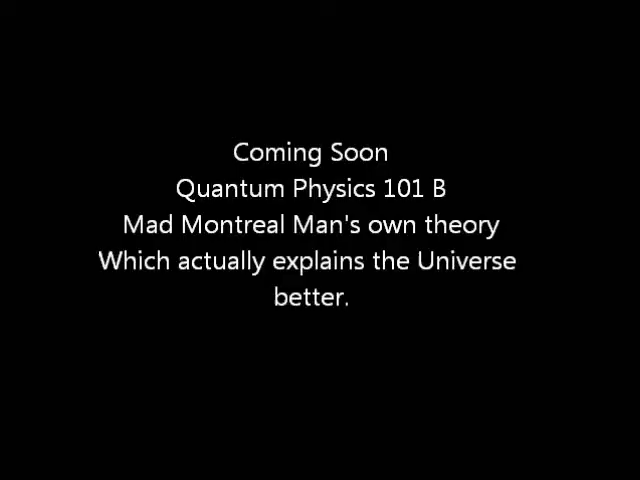 Coming Soon
Quantum Physics 101 B
Mad Montreal Man's own theory
Which actually explains the Universe
better.